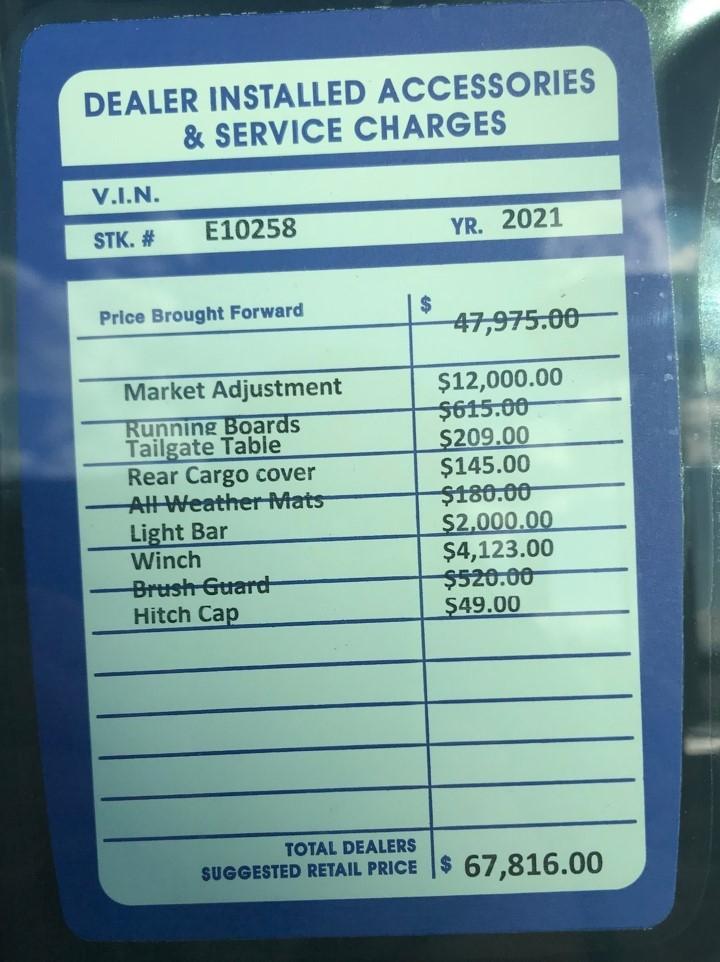 DEALER INSTALLED ACCESSORIES
& SERVICE CHARGES
V.I.N.
STK. # E10258 YR. 2021
Price Brought Forward $ 47,975.00
Market Adjustment $12,000.00
Running Boards $615.00
Tailgate Table $209.00
Rear Cargo cover $145.00
All Weather Mats $180.00
Light Bar $2,000.00
Winch $4,123.00
Brush Guard $520.00
Hitch Cap $49.00
TOTAL DEALERS
SUGGESTED RETAIL PRICE $ 67,816.00